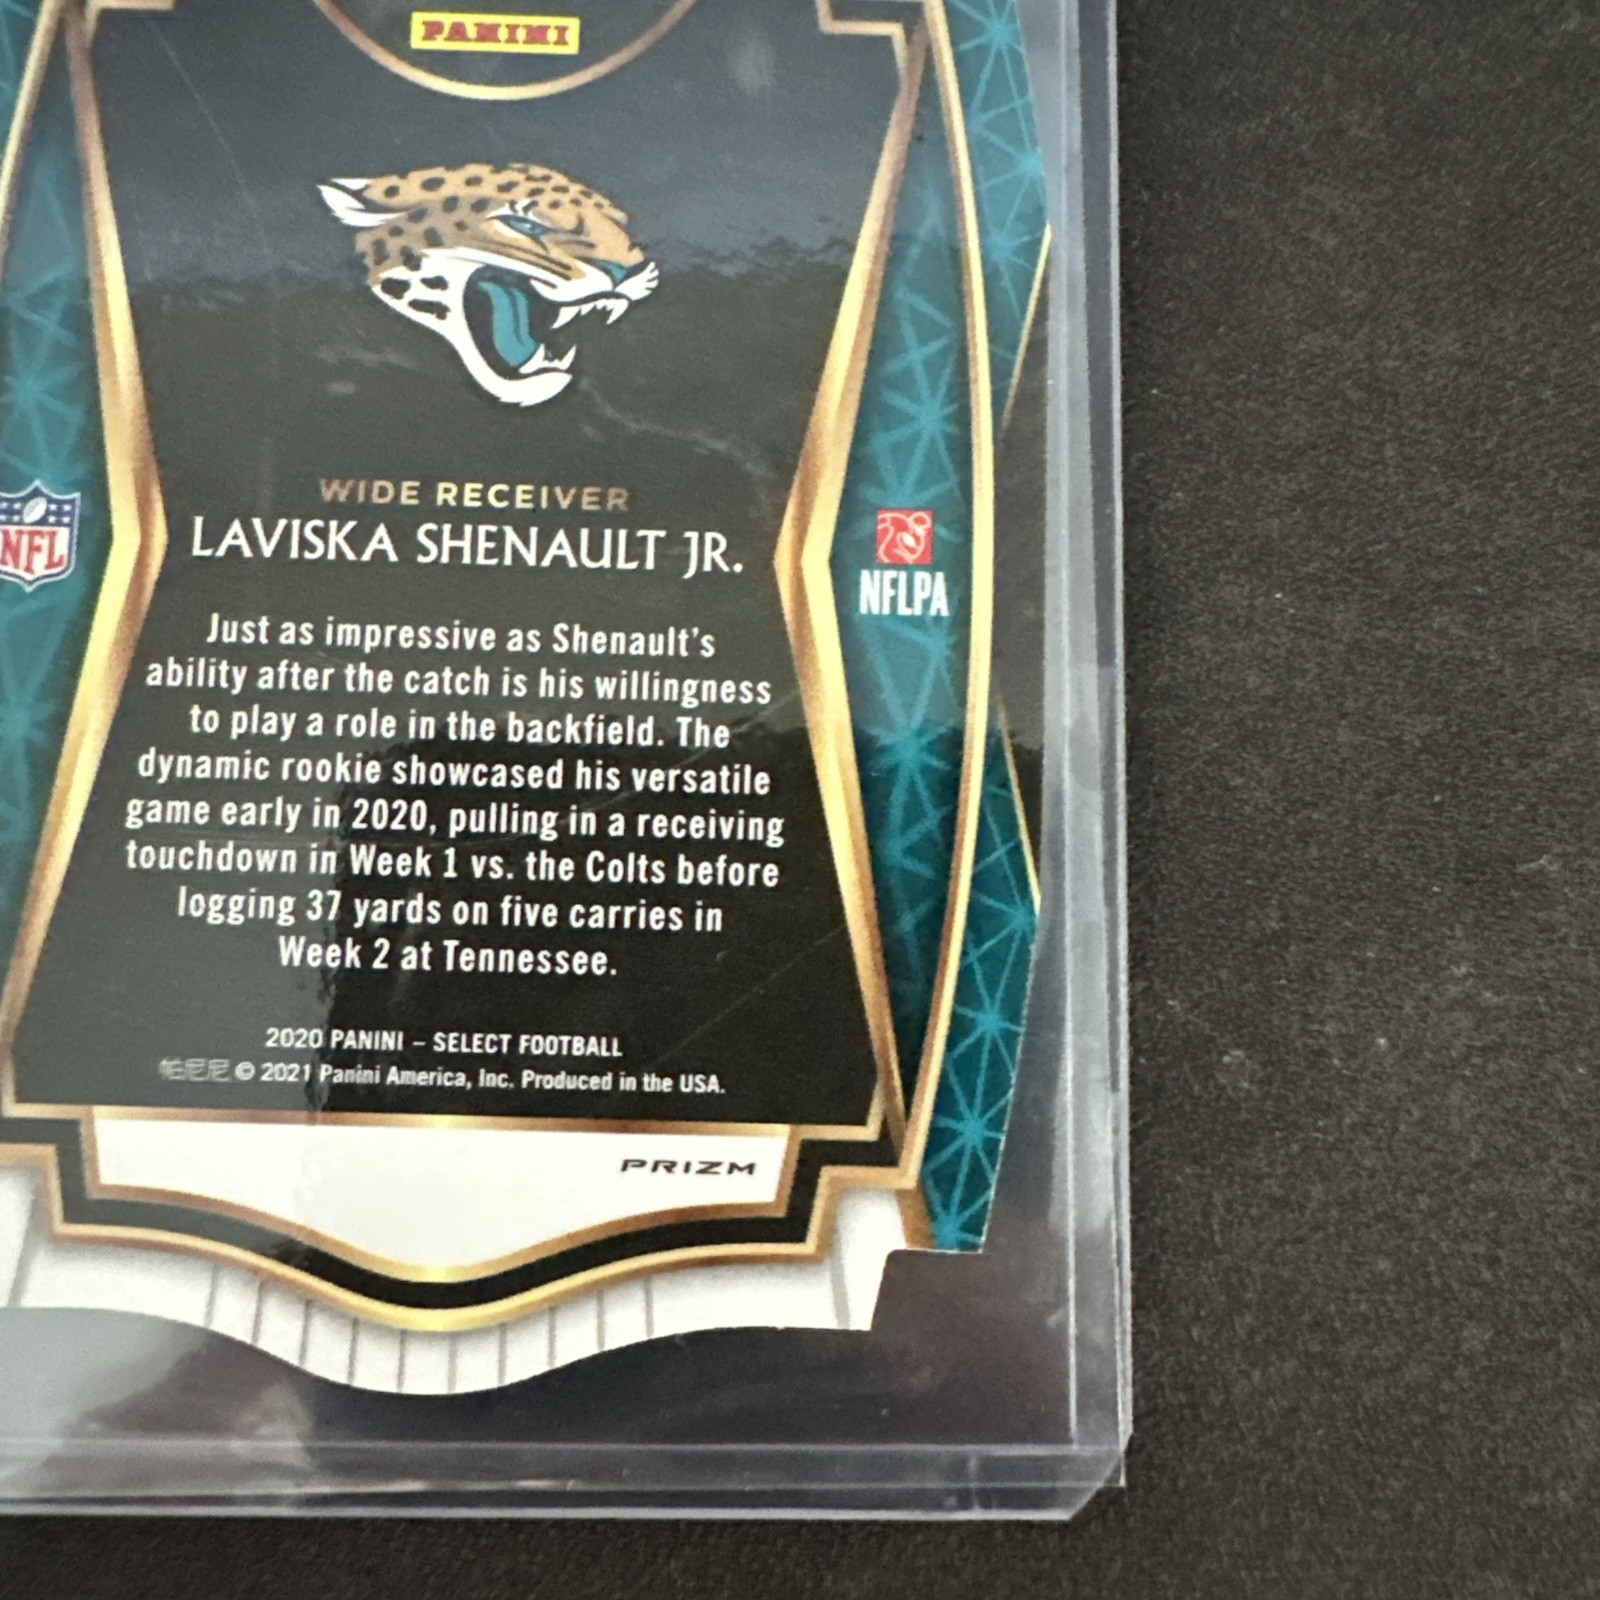 PANINI
WIDE RECEIVER
LAVISKA SHENAULT JR.
NFL
NFLPA
Just as impressive as Shenault's
ability after the catch is his willingness
to play a role in the backfield. The
dynamic rookie showcased his versatile
game early in 2020, pulling in a receiving
touchdown in Week 1 vs. the Colts before
logging 37 yards on five carries in
Week 2 at Tennessee.
2020 PANINI – SELECT FOOTBALL
帕尼尼 © 2021 Panini America, Inc. Produced in the USA.
PRIZM